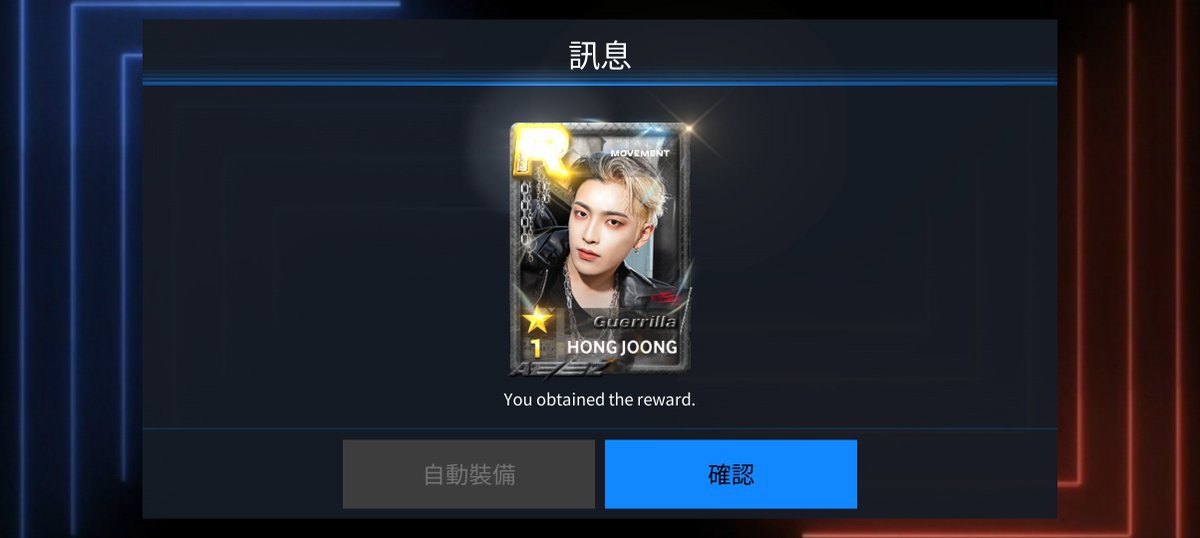 訊息
R
MOVEMENT
Guerrilla
1
HONG JOONG
ATEEZ
You obtained the reward.
自動裝備
確認